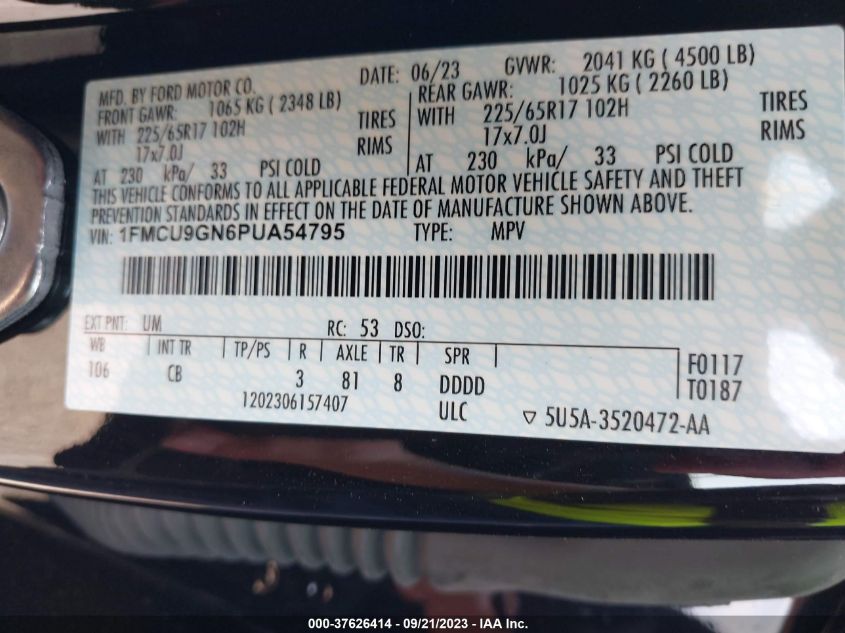 MFD. BY FORD MOTOR CO.
DATE: 06/23 GVWR: 2041 KG ( 4500 LB)
FRONT GAWR: 1065 KG ( 2348 LB)
WITH 225/65R17 102H TIRES
17x7.0J RIMS
AT 230 kPa/ 33 PSI COLD
REAR GAWR: 1025 KG ( 2260 LB)
WITH 225/65R17 102H TIRES
17x7.0J RIMS
AT 230 kPa/ 33 PSI COLD
THIS VEHICLE CONFORMS TO ALL APPLICABLE FEDERAL MOTOR VEHICLE SAFETY AND THEFT
PREVENTION STANDARDS IN EFFECT ON THE DATE OF MANUFACTURE SHOWN ABOVE.
VIN: 1FMCU9GN6PUA54795 TYPE: MPV
EXT PNT: UM RC: 53 DSO:
WB INT TR TP/PS R AXLE TR SPR
106 CB 3 81 8 DDDD
F0117
T0187
1202306157407 ULC ▽ 5U5A-3520472-AA
000-37626414 - 09/21/2023 - IAA, Inc.